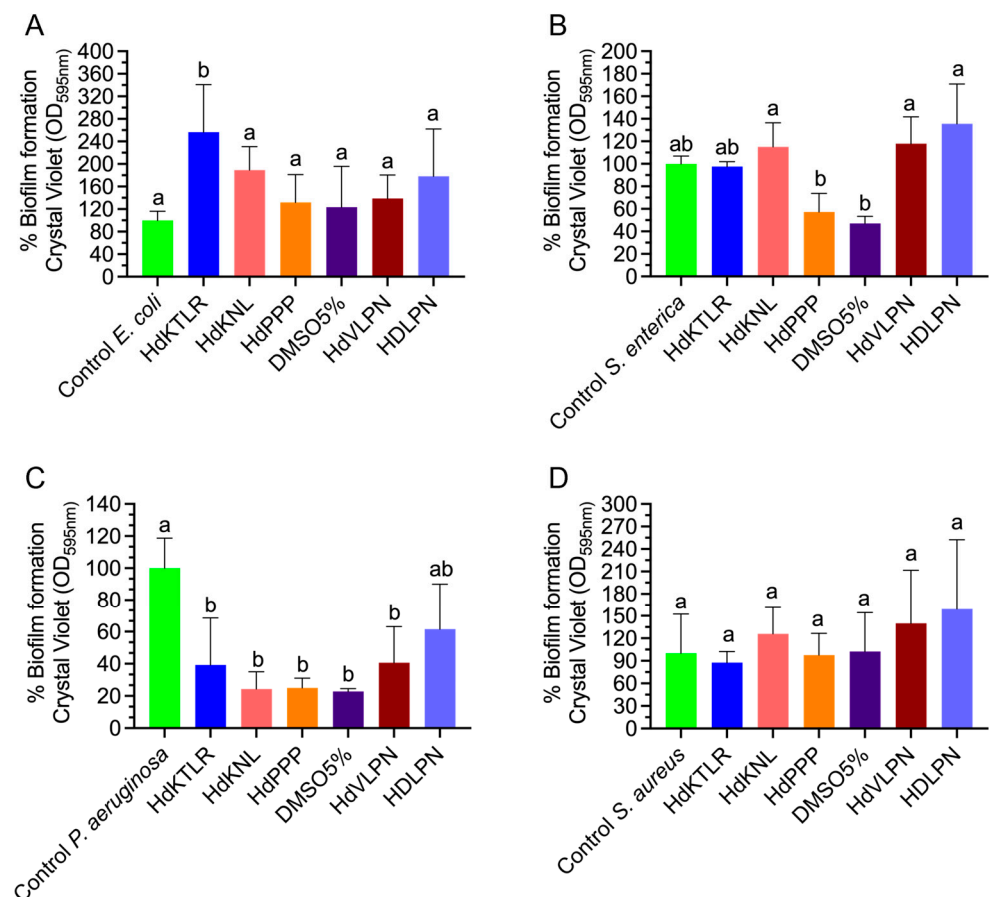 A
% Biofilm formation
Crystal Violet (OD595nm)
400
360
320
280
240
200
160
120
80
40
0
a
b
a
a
a
a
a
Control E. coli
HdKTLR
HdKNL
HdPPP
DMSO5%
HdVLPN
HDLPN
B
% Biofilm formation
Crystal Violet (OD595nm)
200
180
160
140
120
100
80
60
40
20
0
ab
ab
a
b
b
a
a
Control S. enterica
HdKTLR
HdKNL
HdPPP
DMSO5%
HdVLPN
HDLPN
C
% Biofilm formation
Crystal Violet (OD595nm)
140
120
100
80
60
40
20
0
a
b
b
b
b
b
ab
Control P. aeruginosa
HdKTLR
HdKNL
HdPPP
DMSO5%
HdVLPN
HDLPN
D
% Biofilm formation
Crystal Violet (OD595nm)
300
270
240
210
180
150
120
90
60
30
0
a
a
a
a
a
a
a
Control S. aureus
HdKTLR
HdKNL
HdPPP
DMSO5%
HdVLPN
HDLPN